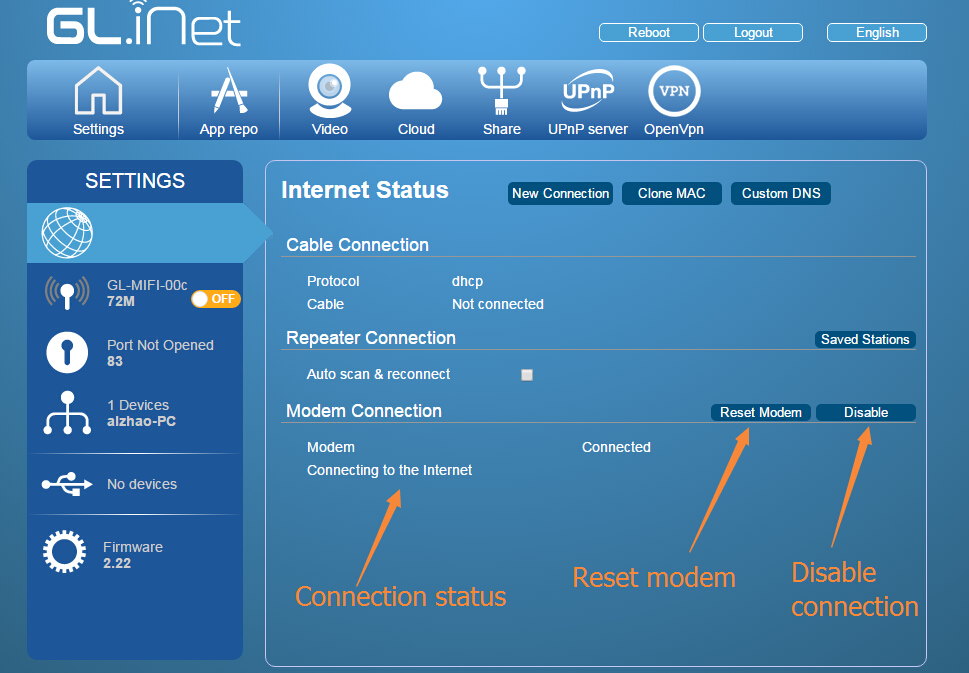 GL.iNet
Reboot Logout English
Settings App repo Video Cloud Share UPnP server OpenVpn
UPnP
VPN
SETTINGS
GL-MIFI-00c
72M
OFF
Port Not Opened
83
1 Devices
alzhao-PC
No devices
Firmware
2.22
Internet Status New Connection Clone MAC Custom DNS
Cable Connection
Protocol dhcp
Cable Not connected
Repeater Connection Saved Stations
Auto scan & reconnect
Modem Connection Reset Modem Disable
Modem Connected
Connecting to the Internet
Connection status
Reset modem
Disable
connection